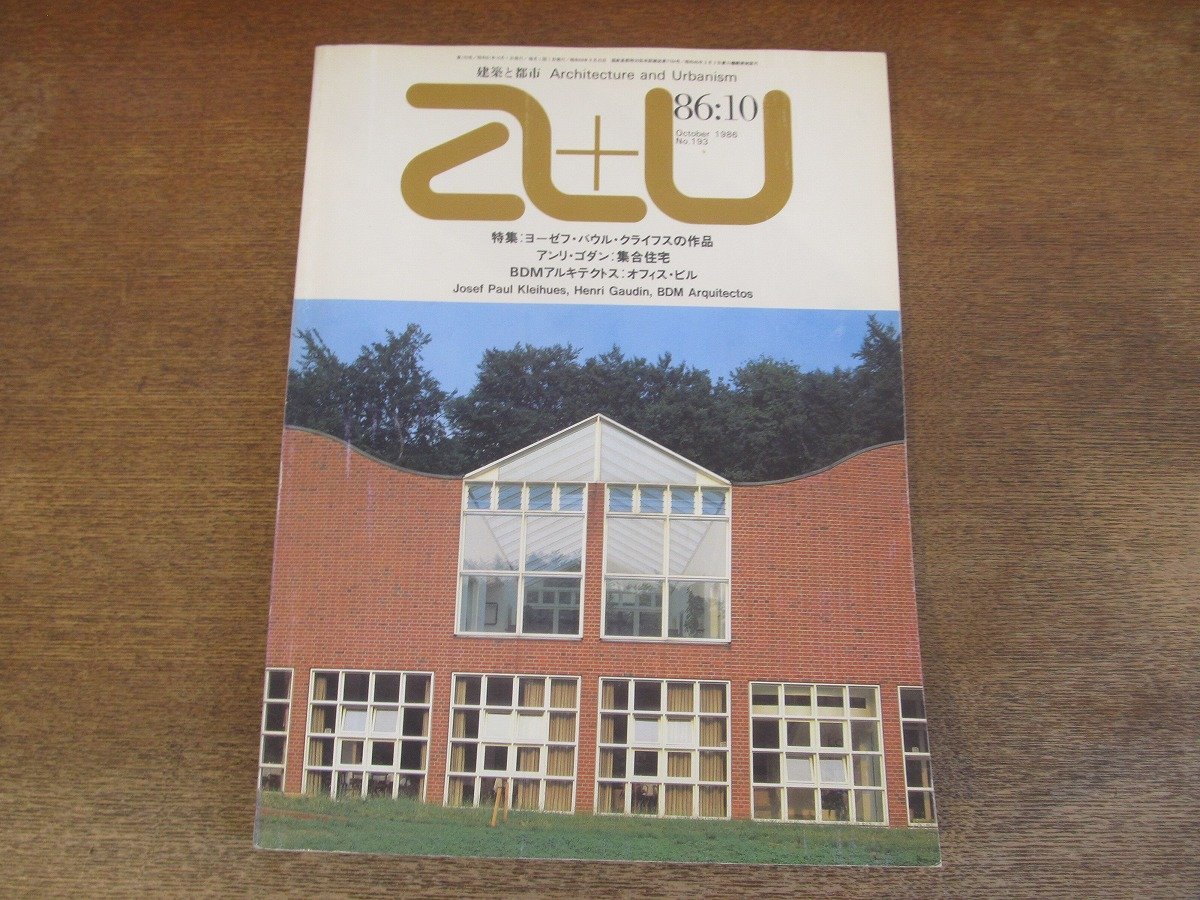 建築と都市 Architecture and Urbanism
a+u
86:10
October 1986
No.193
特集:ヨーゼフ・パウル・クライフスの作品
アンリ・ゴダン:集合住宅
BDMアルキテクトス:オフィス・ビル
Josef Paul Kleihues, Henri Gaudin, BDM Arquitectos